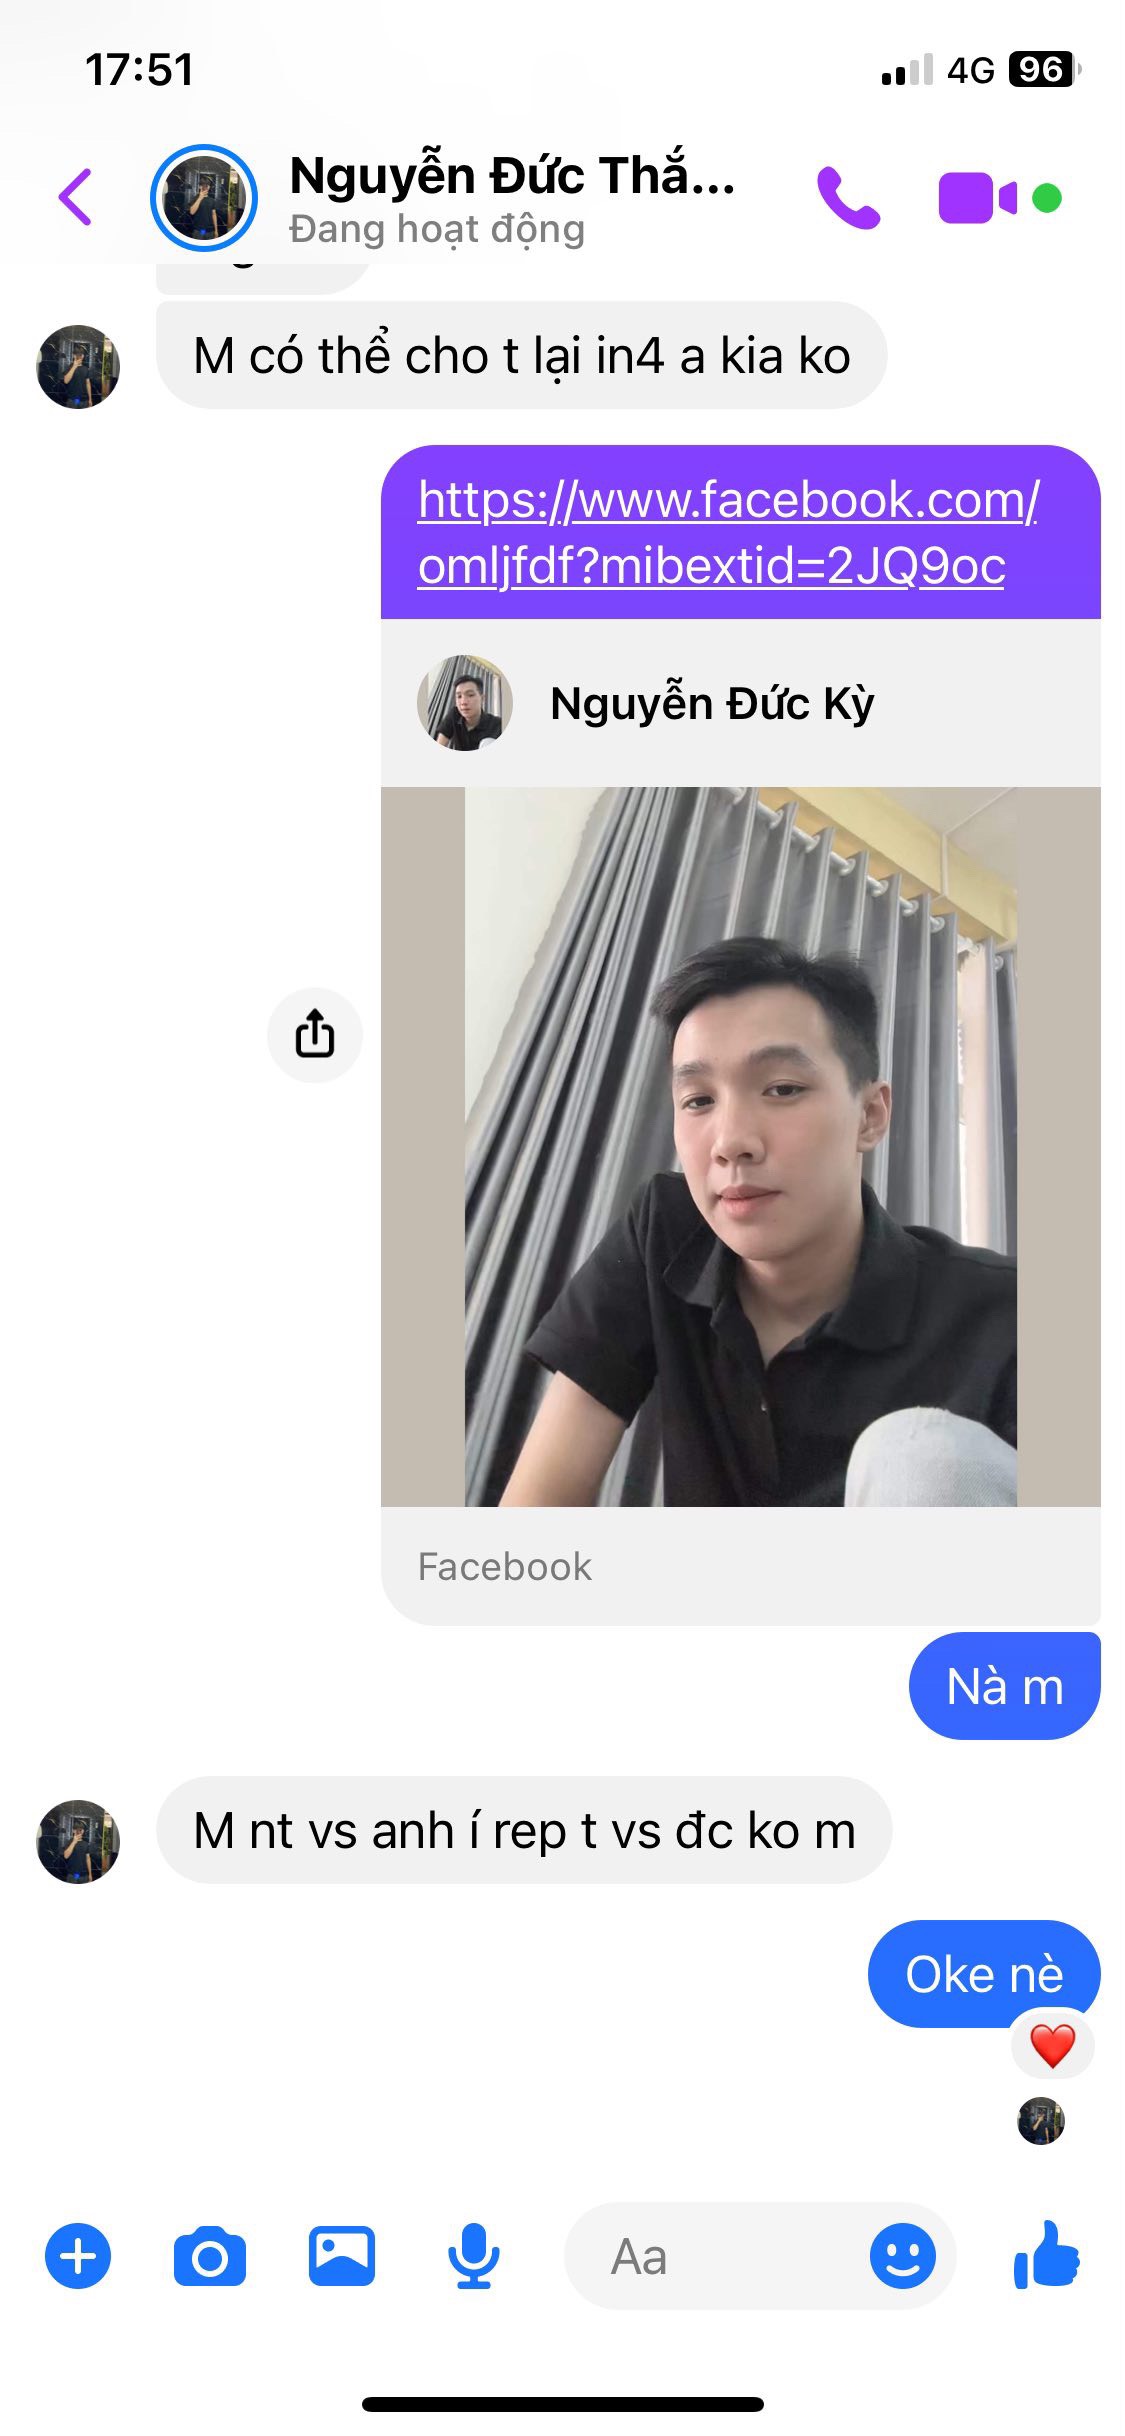 17:51
4G 96
Nguyễn Đức Thắ...
Đang hoạt động
M có thể cho t lại in4 a kia ko
https://www.facebook.com/
omljfdf?mibextid=2JQ9oc
Nguyễn Đức Kỳ
Facebook
Nà m
M nt vs anh í rep t vs đc ko m
Oke nè
Aa